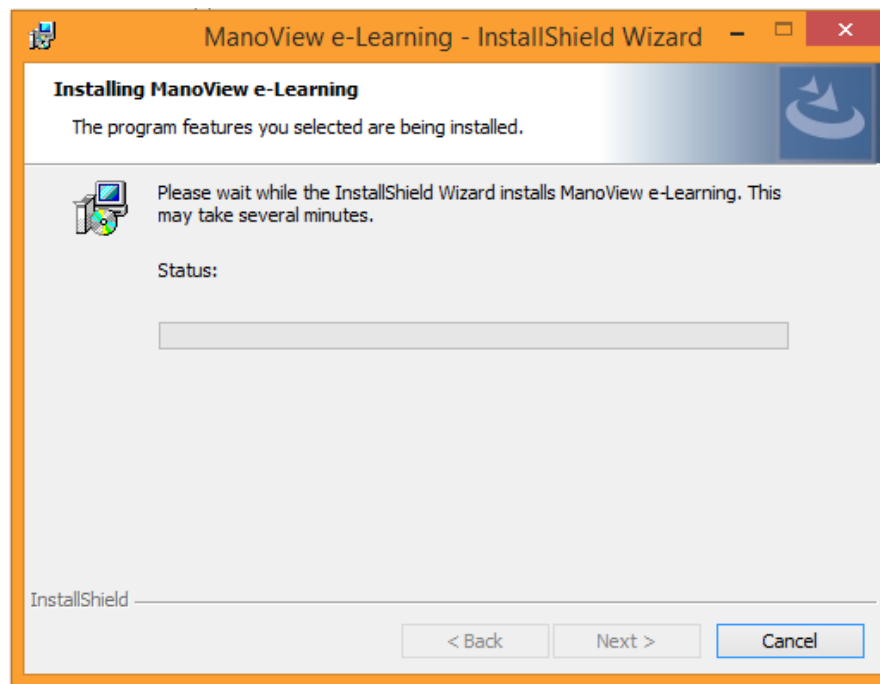 ManoView e-Learning - InstallShield Wizard
Installing ManoView e-Learning
The program features you selected are being installed.
Please wait while the InstallShield Wizard installs ManoView e-Learning. This
may take several minutes.
Status:
InstallShield
< Back
Next >
Cancel